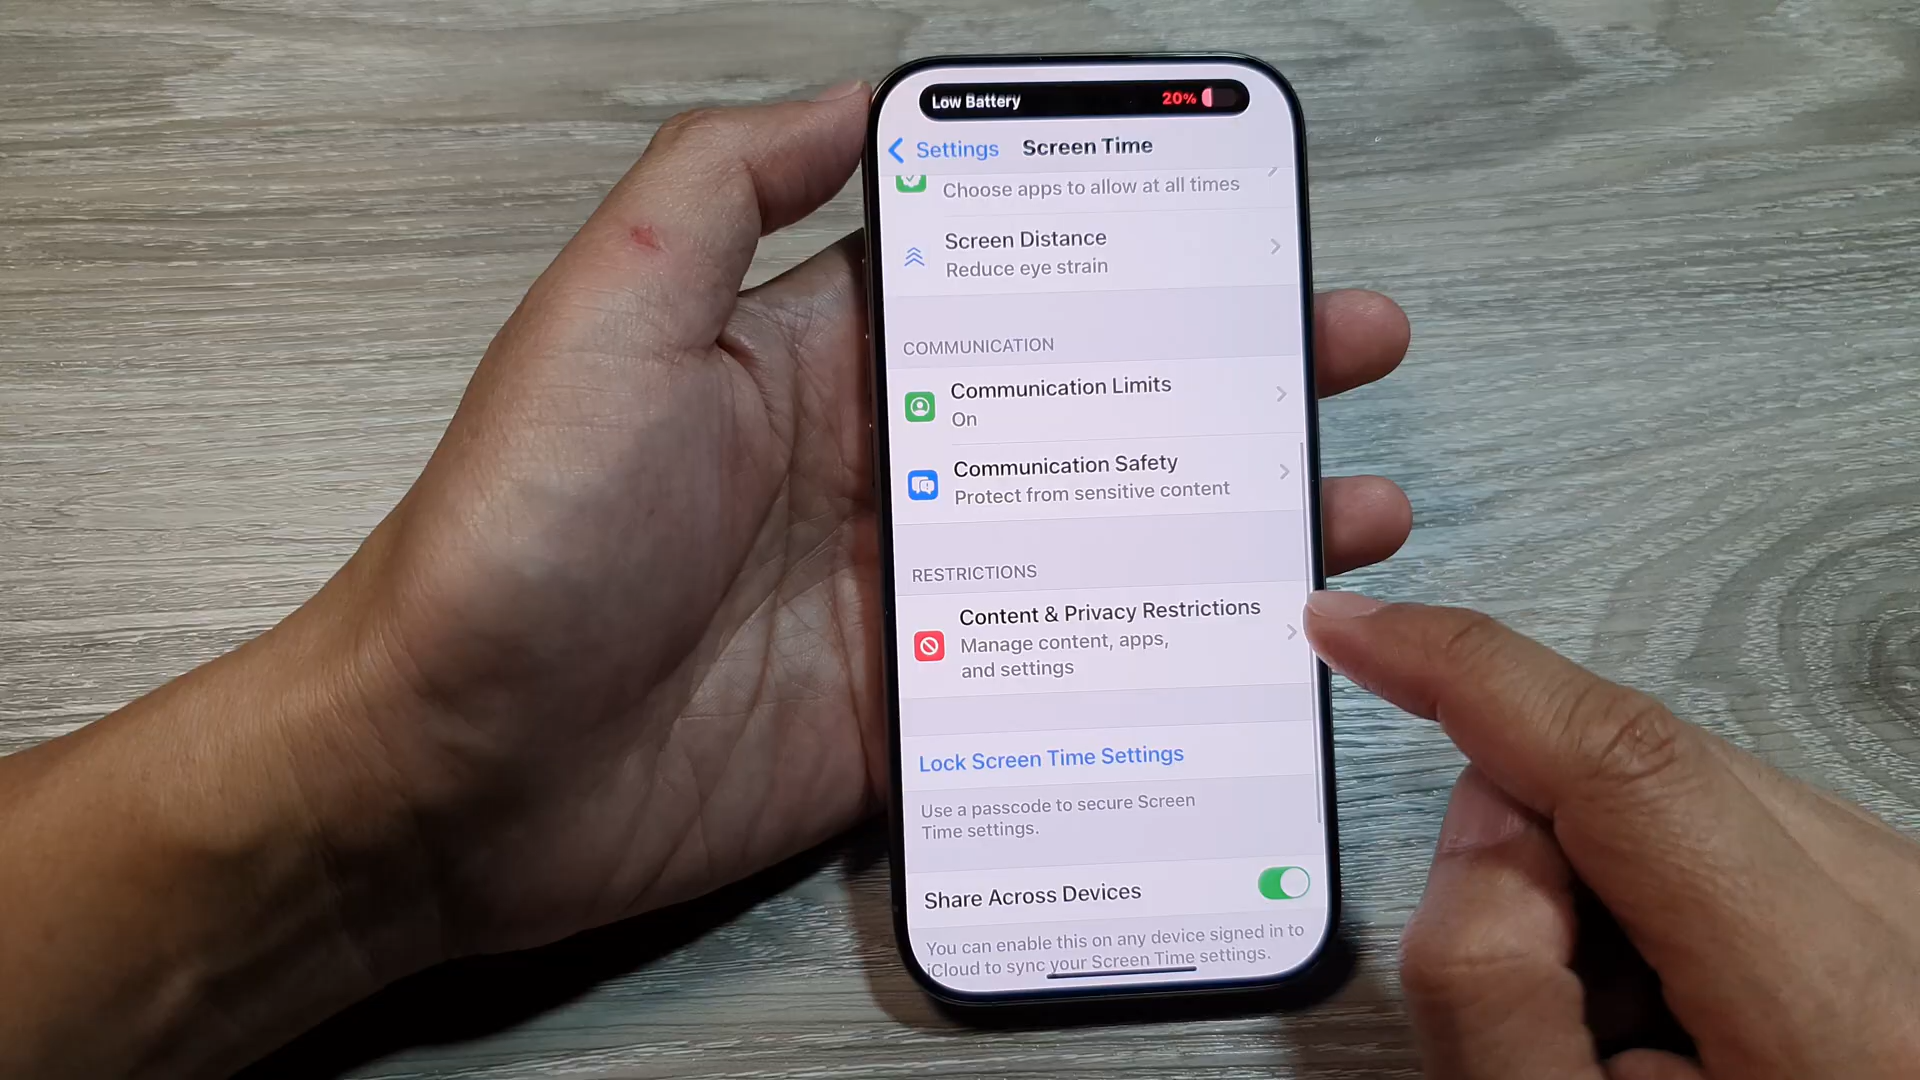 Low Battery 20%
Settings Screen Time
Choose apps to allow at all times
Screen Distance
Reduce eye strain
COMMUNICATION
Communication Limits
On
Communication Safety
Protect from sensitive content
RESTRICTIONS
Content & Privacy Restrictions
Manage content, apps,
and settings
Lock Screen Time Settings
Use a passcode to secure Screen
Time settings.
Share Across Devices
You can enable this on any device signed in to
iCloud to sync your Screen Time settings.